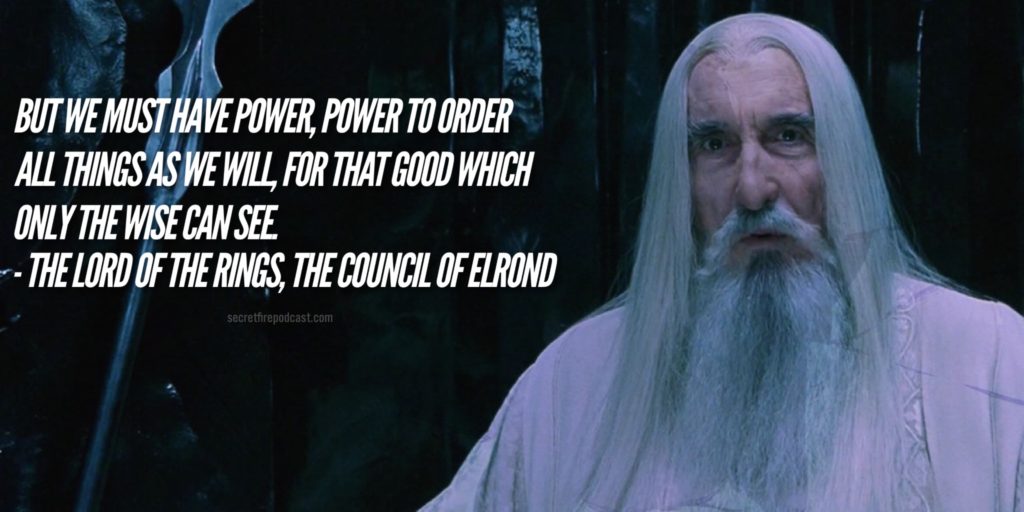 BUT WE MUST HAVE POWER, POWER TO ORDER
ALL THINGS AS WE WILL, FOR THAT GOOD WHICH
ONLY THE WISE CAN SEE.
- THE LORD OF THE RINGS, THE COUNCIL OF ELROND
secretfirepodcast.com